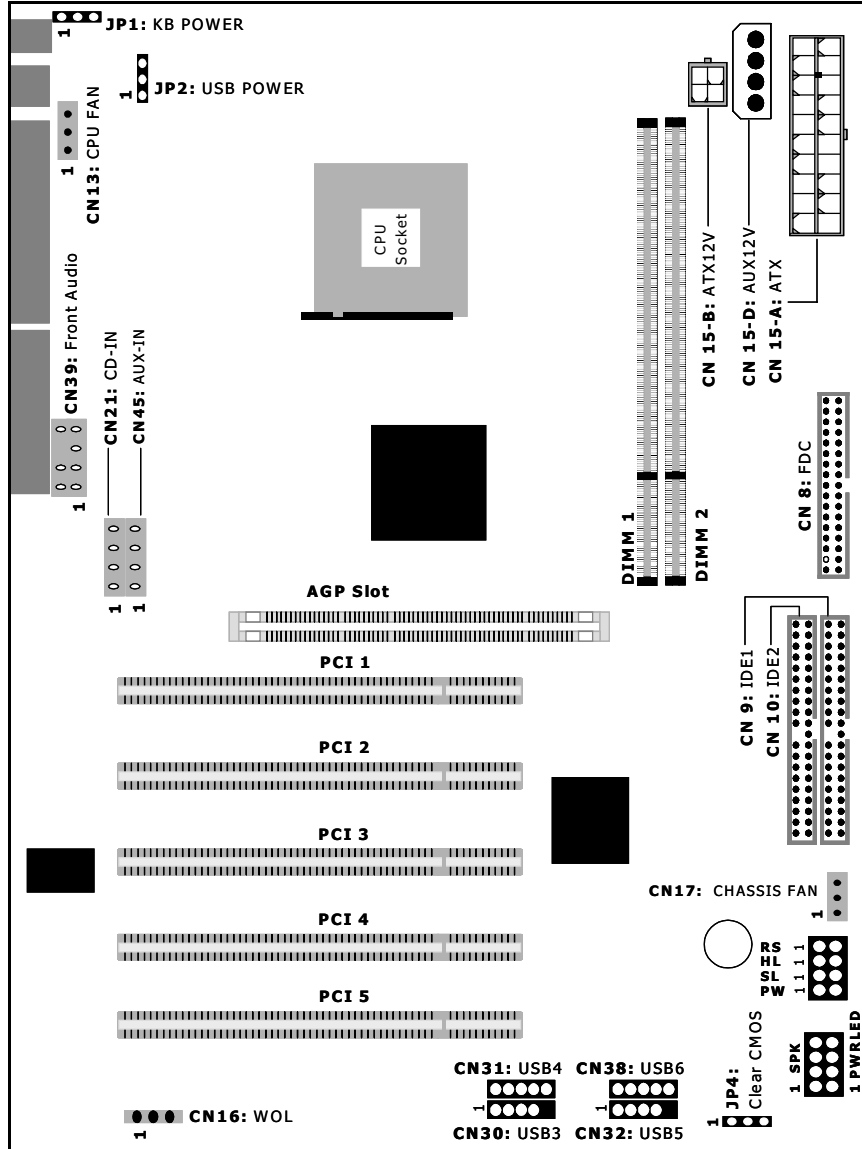 JP1: KB POWER
1
JP2: USB POWER
1
CN13: CPU FAN
1
CPU
Socket
CN 15-B: ATX12V
CN 15-D: AUX12V
CN 15-A: ATX
CN39: Front Audio
1
CN21: CD-IN
CN45: AUX-IN
1
1
DIMM 1
DIMM 2
CN 8: FDC
AGP Slot
CN 9: IDE1
CN 10: IDE2
PCI 1
PCI 2
PCI 3
PCI 4
PCI 5
CN17: CHASSIS FAN
1
RS 1 1
HL 1 1
SL 1 1
PW 1 1
1 SPK
1 PWRLED
JP4:
Clear CMOS
1
CN31: USB4
CN38: USB6
1
1
CN30: USB3
CN32: USB5
CN16: WOL
1